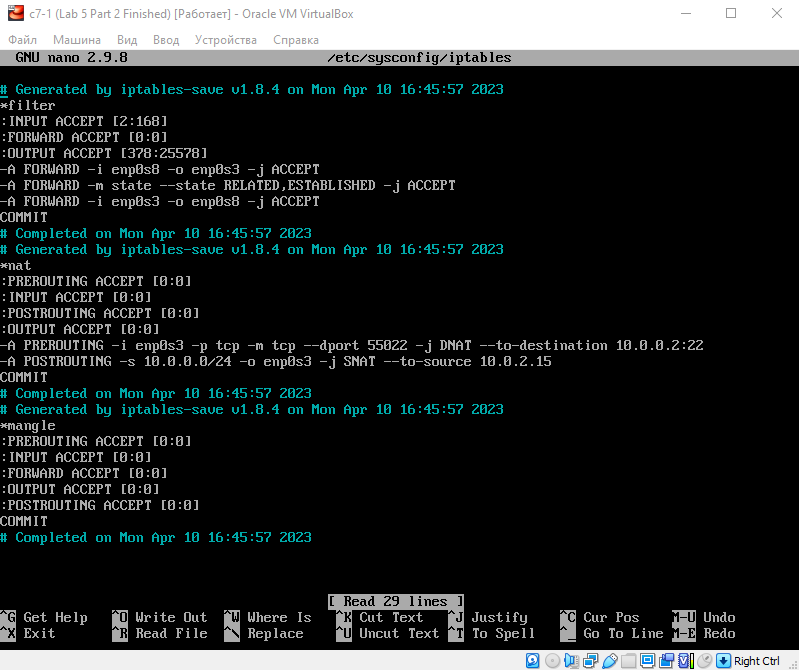 c7-1 (Lab 5 Part 2 Finished) [Работает] - Oracle VM VirtualBox
Файл Машина Вид Ввод Устройства Справка
GNU nano 2.9.8 /etc/sysconfig/iptables
# Generated by iptables-save v1.8.4 on Mon Apr 10 16:45:57 2023
*filter
:INPUT ACCEPT [2:168]
:FORWARD ACCEPT [0:0]
:OUTPUT ACCEPT [378:25578]
-A FORWARD -i enp0s8 -o enp0s3 -j ACCEPT
-A FORWARD -m state --state RELATED,ESTABLISHED -j ACCEPT
-A FORWARD -i enp0s3 -o enp0s8 -j ACCEPT
COMMIT
# Completed on Mon Apr 10 16:45:57 2023
# Generated by iptables-save v1.8.4 on Mon Apr 10 16:45:57 2023
*nat
:PREROUTING ACCEPT [0:0]
:INPUT ACCEPT [0:0]
:POSTROUTING ACCEPT [0:0]
:OUTPUT ACCEPT [0:0]
-A PREROUTING -i enp0s3 -p tcp -m tcp --dport 55022 -j DNAT --to-destination 10.0.0.2:22
-A POSTROUTING -s 10.0.0.0/24 -o enp0s3 -j SNAT --to-source 10.0.2.15
COMMIT
# Completed on Mon Apr 10 16:45:57 2023
# Generated by iptables-save v1.8.4 on Mon Apr 10 16:45:57 2023
*mangle
:PREROUTING ACCEPT [0:0]
:INPUT ACCEPT [0:0]
:FORWARD ACCEPT [0:0]
:OUTPUT ACCEPT [0:0]
:POSTROUTING ACCEPT [0:0]
COMMIT
# Completed on Mon Apr 10 16:45:57 2023
[ Read 29 lines ]
^G Get Help ^O Write Out ^W Where Is ^K Cut Text ^J Justify ^C Cur Pos M-U Undo
^X Exit ^R Read File ^\ Replace ^U Uncut Text ^T To Spell ^_ Go To Line M-E Redo
Right Ctrl